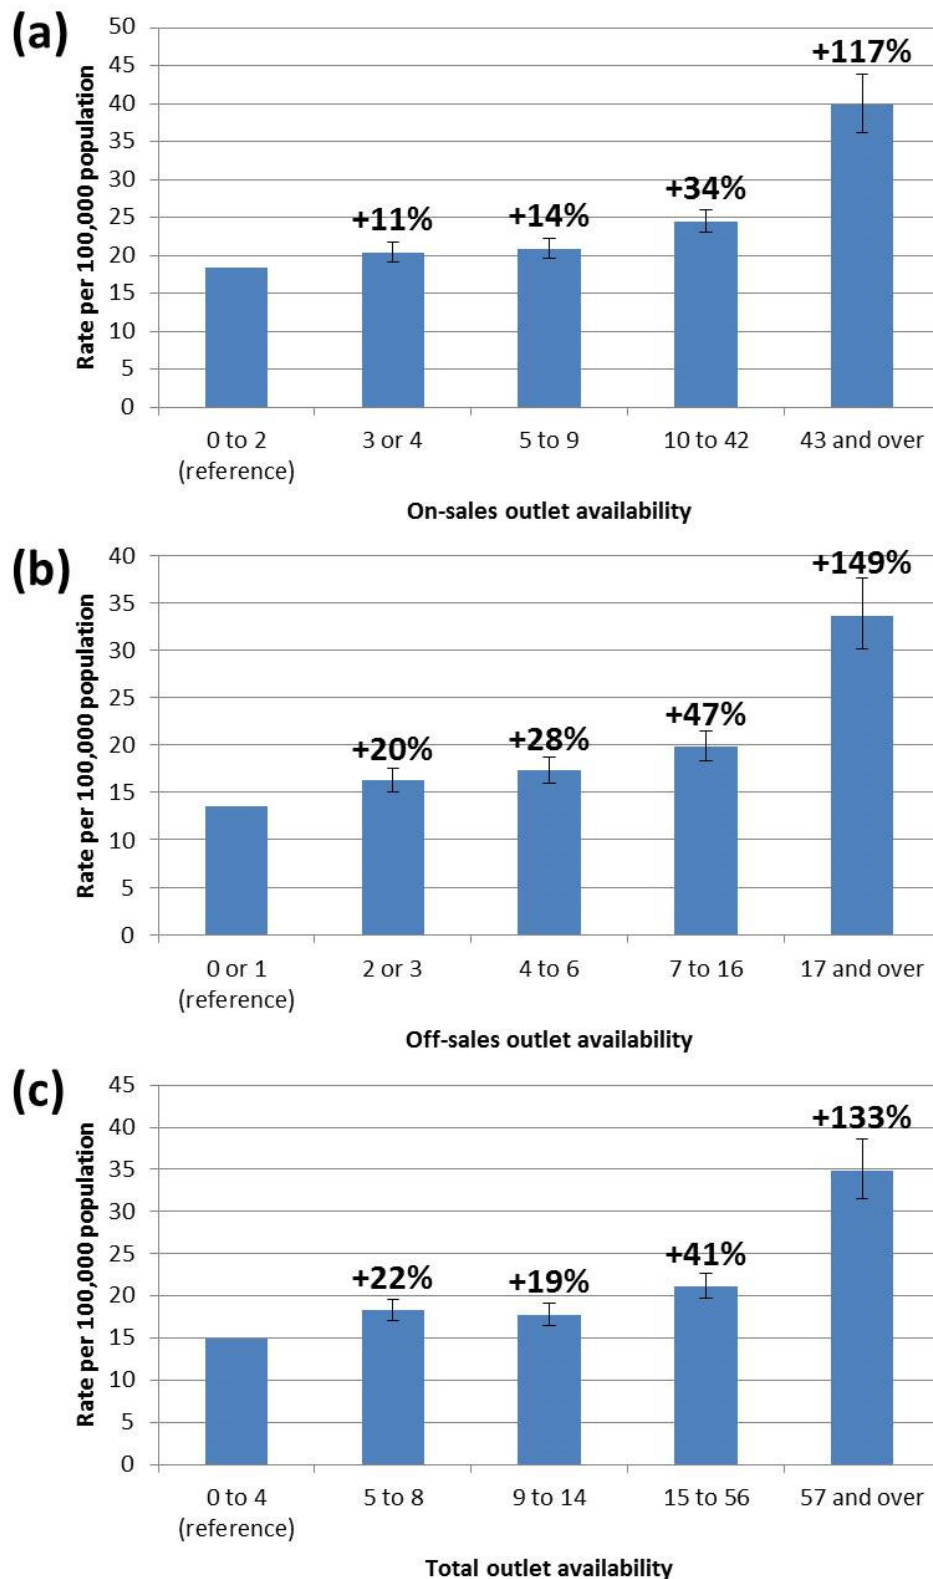 (a)
Rate per 100,000 population
50
45
40
35
30
25
20
15
10
5
0
+11%
+14%
+34%
+117%
0 to 2 3 or 4 5 to 9 10 to 42 43 and over
(reference)
On-sales outlet availability
(b)
Rate per 100,000 population
40
35
30
25
20
15
10
5
0
+20%
+28%
+47%
+149%
0 or 1 2 or 3 4 to 6 7 to 16 17 and over
(reference)
Off-sales outlet availability
(c)
Rate per 100,000 population
45
40
35
30
25
20
15
10
5
0
+22%
+19%
+41%
+133%
0 to 4 5 to 8 9 to 14 15 to 56 57 and over
(reference)
Total outlet availability